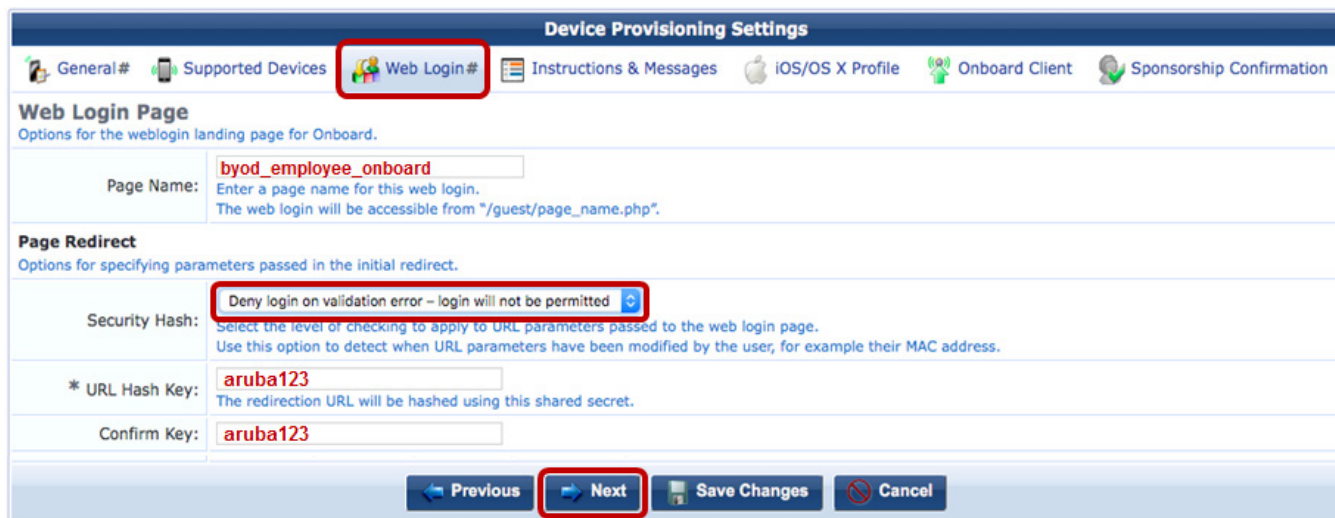 Device Provisioning Settings
General# Supported Devices Web Login# Instructions & Messages iOS/OS X Profile Onboard Client Sponsorship Confirmation
Web Login Page
Options for the weblogin landing page for Onboard.
Page Name: byod_employee_onboard
Enter a page name for this web login.
The web login will be accessible from "/guest/page_name.php".
Page Redirect
Options for specifying parameters passed in the initial redirect.
Security Hash: Deny login on validation error – login will not be permitted
Select the level of checking to apply to URL parameters passed to the web login page.
Use this option to detect when URL parameters have been modified by the user, for example their MAC address.
* URL Hash Key: aruba123
The redirection URL will be hashed using this shared secret.
Confirm Key: aruba123
Previous Next Save Changes Cancel